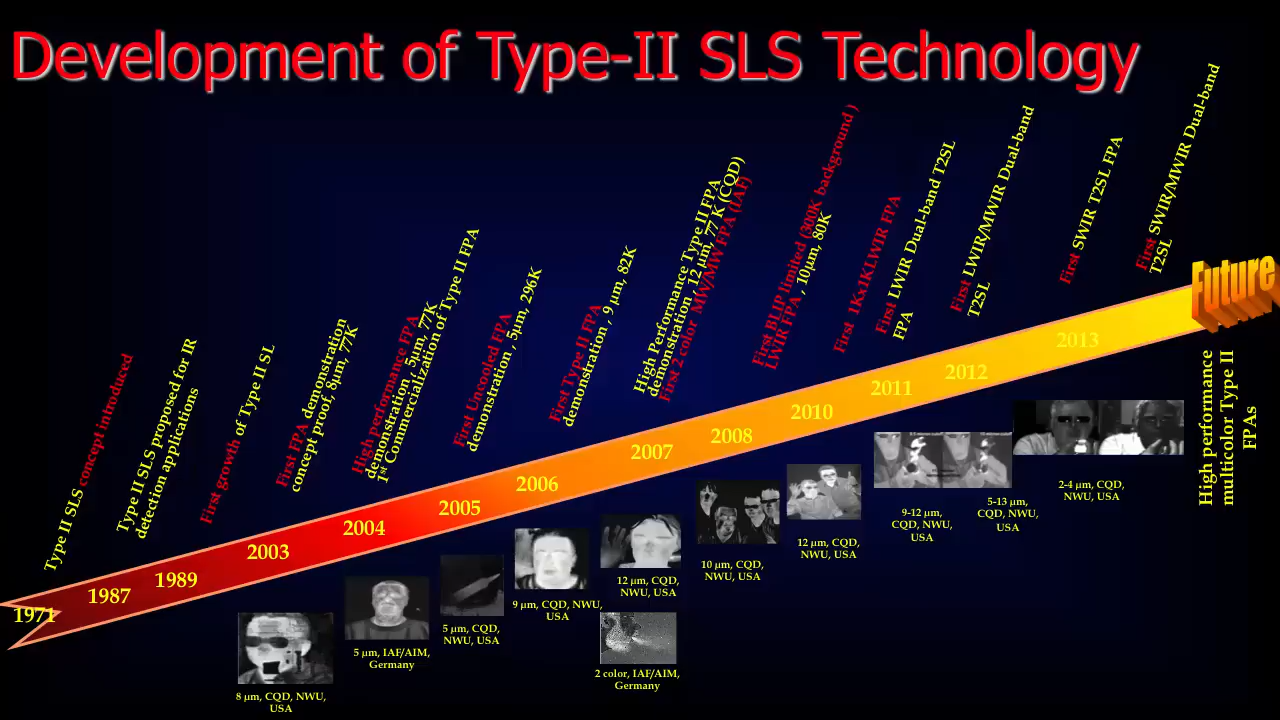 Development of Type-II SLS Technology
Type II SLS concept introduced
Type II SLS proposed for IR
detection applications
First growth of Type II SL
First FPA demonstration
concept proof, 8µm, 77K
High performance FPA
demonstration , 5µm, 77K
1st Commercialization of Type II FPA
First Uncooled FPA
demonstration , 5µm, 296K
First Type II FPA
demonstration , 9 µm, 82K
High Performance Type II FPA
demonstration , 12 µm, 77 K (CQD)
First 2 color MW/MW FPA (IAF)
First BLIP limited (300K background )
LWIR FPA , 10µm, 80K
First 1Kx1KLWIR FPA
First LWIR Dual-band T2SL
FPA
First LWIR/MWIR Dual-band
T2SL
First SWIR T2SL FPA
First SWIR/MWIR Dual-band
T2SL
Future
1971
1987
1989
2003
2004
2005
2006
2007
2008
2010
2011
2012
2013
High performance
multicolor Type II
FPAs
8 µm, CQD, NWU,
USA
5 µm, IAF/AIM,
Germany
5 µm, CQD,
NWU, USA
9 µm, CQD, NWU,
USA
12 µm, CQD,
NWU, USA
2 color, IAF/AIM,
Germany
10 µm, CQD,
NWU, USA
12 µm, CQD,
NWU, USA
9-12 µm,
CQD, NWU,
USA
5-13 µm,
CQD, NWU,
USA
2-4 µm, CQD,
NWU, USA